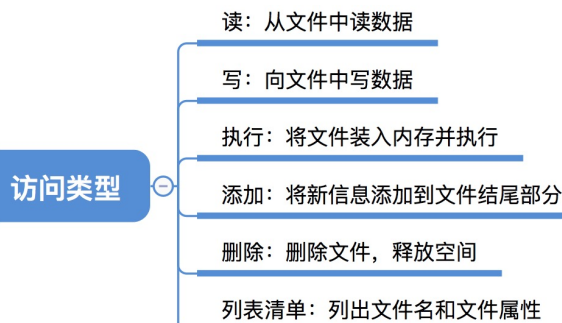 读：从文件中读数据
写：向文件中写数据
执行：将文件装入内存并执行
访问类型
添加：将新信息添加到文件结尾部分
删除：删除文件，释放空间
列表清单：列出文件名和文件属性